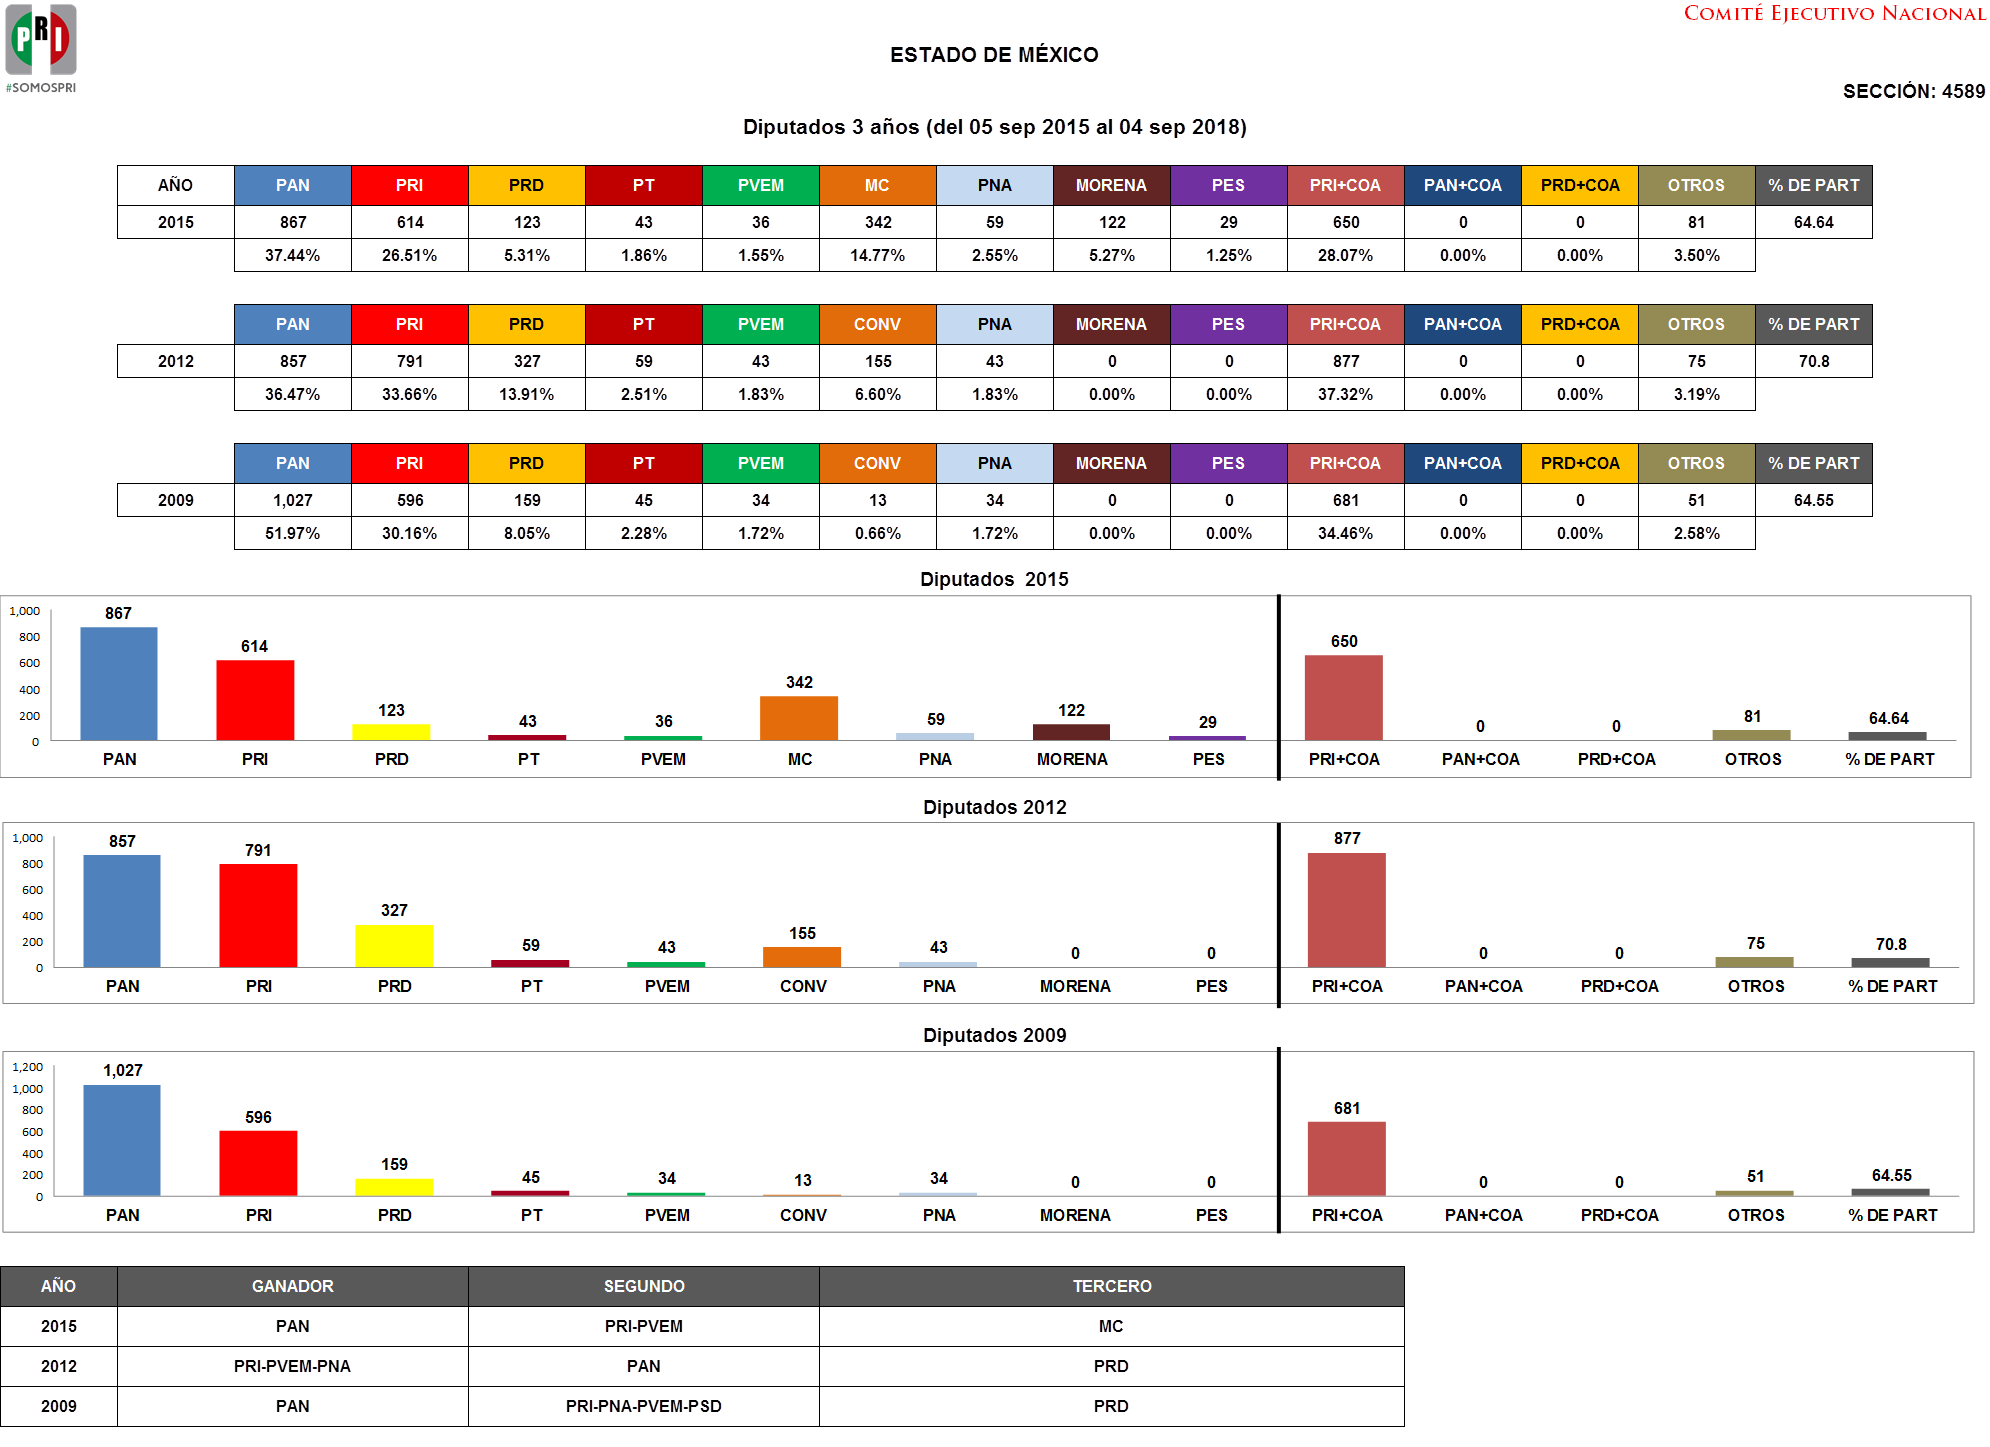 PRI
#SOMOSPRI
COMITÉ EJECUTIVO NACIONAL
ESTADO DE MÉXICO
SECCIÓN: 4589
Diputados 3 años (del 05 sep 2015 al 04 sep 2018)
AÑO PAN PRI PRD PT PVEM MC PNA MORENA PES PRI+COA PAN+COA PRD+COA OTROS % DE PART
2015 867 614 123 43 36 342 59 122 29 650 0 0 81 64.64
37.44% 26.51% 5.31% 1.86% 1.55% 14.77% 2.55% 5.27% 1.25% 28.07% 0.00% 0.00% 3.50%
PAN PRI PRD PT PVEM CONV PNA MORENA PES PRI+COA PAN+COA PRD+COA OTROS % DE PART
2012 857 791 327 59 43 155 43 0 0 877 0 0 75 70.8
36.47% 33.66% 13.91% 2.51% 1.83% 6.60% 1.83% 0.00% 0.00% 37.32% 0.00% 0.00% 3.19%
PAN PRI PRD PT PVEM CONV PNA MORENA PES PRI+COA PAN+COA PRD+COA OTROS % DE PART
2009 1,027 596 159 45 34 13 34 0 0 681 0 0 51 64.55
51.97% 30.16% 8.05% 2.28% 1.72% 0.66% 1.72% 0.00% 0.00% 34.46% 0.00% 0.00% 2.58%
Diputados 2015
1,000
800
600
400
200
0
867 614 123 43 36 342 59 122 29 650 0 0 81 64.64
PAN PRI PRD PT PVEM MC PNA MORENA PES PRI+COA PAN+COA PRD+COA OTROS % DE PART
Diputados 2012
1,000
800
600
400
200
0
857 791 327 59 43 155 43 0 0 877 0 0 75 70.8
PAN PRI PRD PT PVEM CONV PNA MORENA PES PRI+COA PAN+COA PRD+COA OTROS % DE PART
Diputados 2009
1,200
1,000
800
600
400
200
0
1,027 596 159 45 34 13 34 0 0 681 0 0 51 64.55
PAN PRI PRD PT PVEM CONV PNA MORENA PES PRI+COA PAN+COA PRD+COA OTROS % DE PART
AÑO GANADOR SEGUNDO TERCERO
2015 PAN PRI-PVEM MC
2012 PRI-PVEM-PNA PAN PRD
2009 PAN PRI-PNA-PVEM-PSD PRD